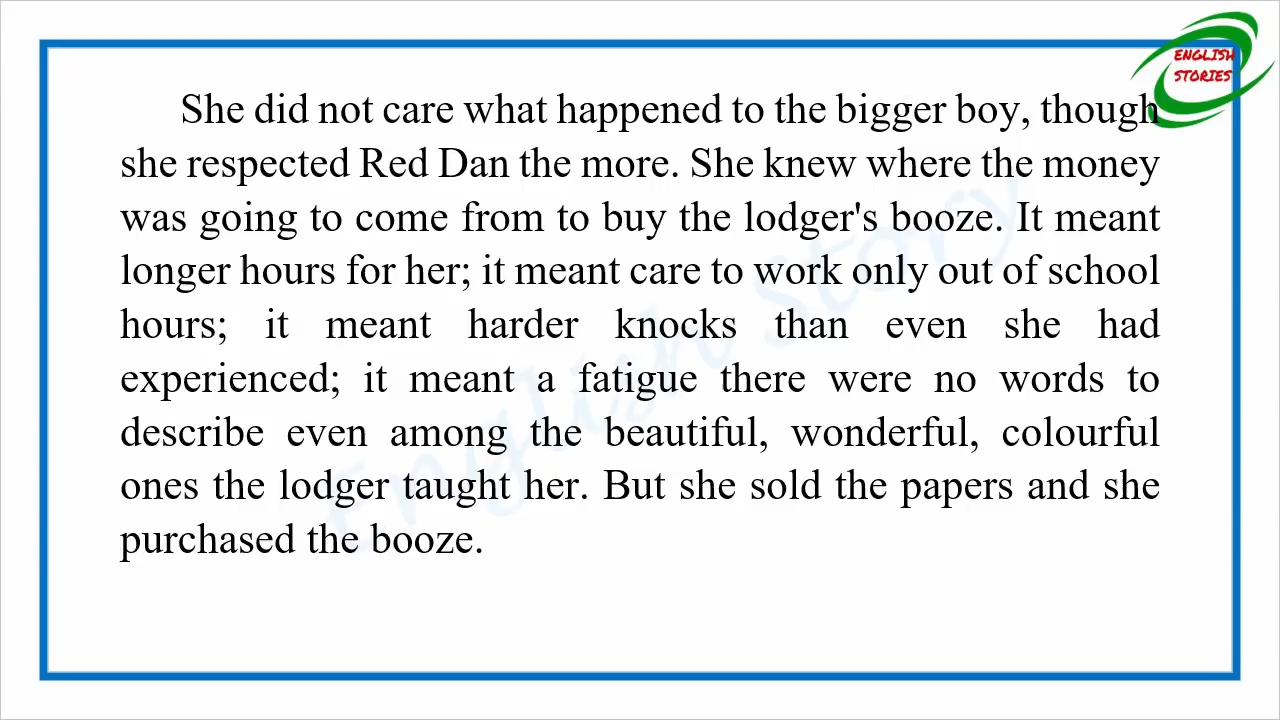 ENGLISH
STORIES
She did not care what happened to the bigger boy, though
she respected Red Dan the more. She knew where the money
was going to come from to buy the lodger's booze. It meant
longer hours for her; it meant care to work only out of school
hours; it meant harder knocks than even she had
experienced; it meant a fatigue there were no words to
describe even among the beautiful, wonderful, colourful
ones the lodger taught her. But she sold the papers and she
purchased the booze.
English Story